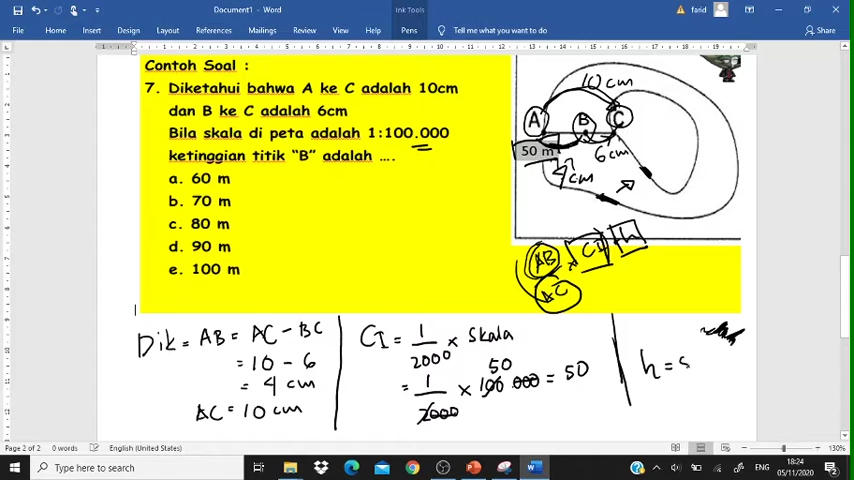 Document1 - Word
Ink Tools
farid
File
Home
Insert
Draw
Design
Layout
References
Mailings
Review
View
Help
Pens
Tell me what you want to do
Share
Contoh Soal :
7. Diketahui bahwa A ke C adalah 10cm
dan B ke C adalah 6cm
Bila skala di peta adalah 1:100.000
ketinggian titik “B” adalah ….
a. 60 m
b. 70 m
c. 80 m
d. 90 m
e. 100 m
10 cm
A B C
50 m
6 cm
4 cm
AB x CI h
AC
Dik = AB = AC - BC
= 10 - 6
= 4 cm
AC = 10 cm
CI = 1/2000 x Skala
50
= 1/2000 x 100.000 = 50
h = s
Page 2 of 2 0 words English (United States) 130%
Type here to search
ENG
18:24
05/11/2020
2